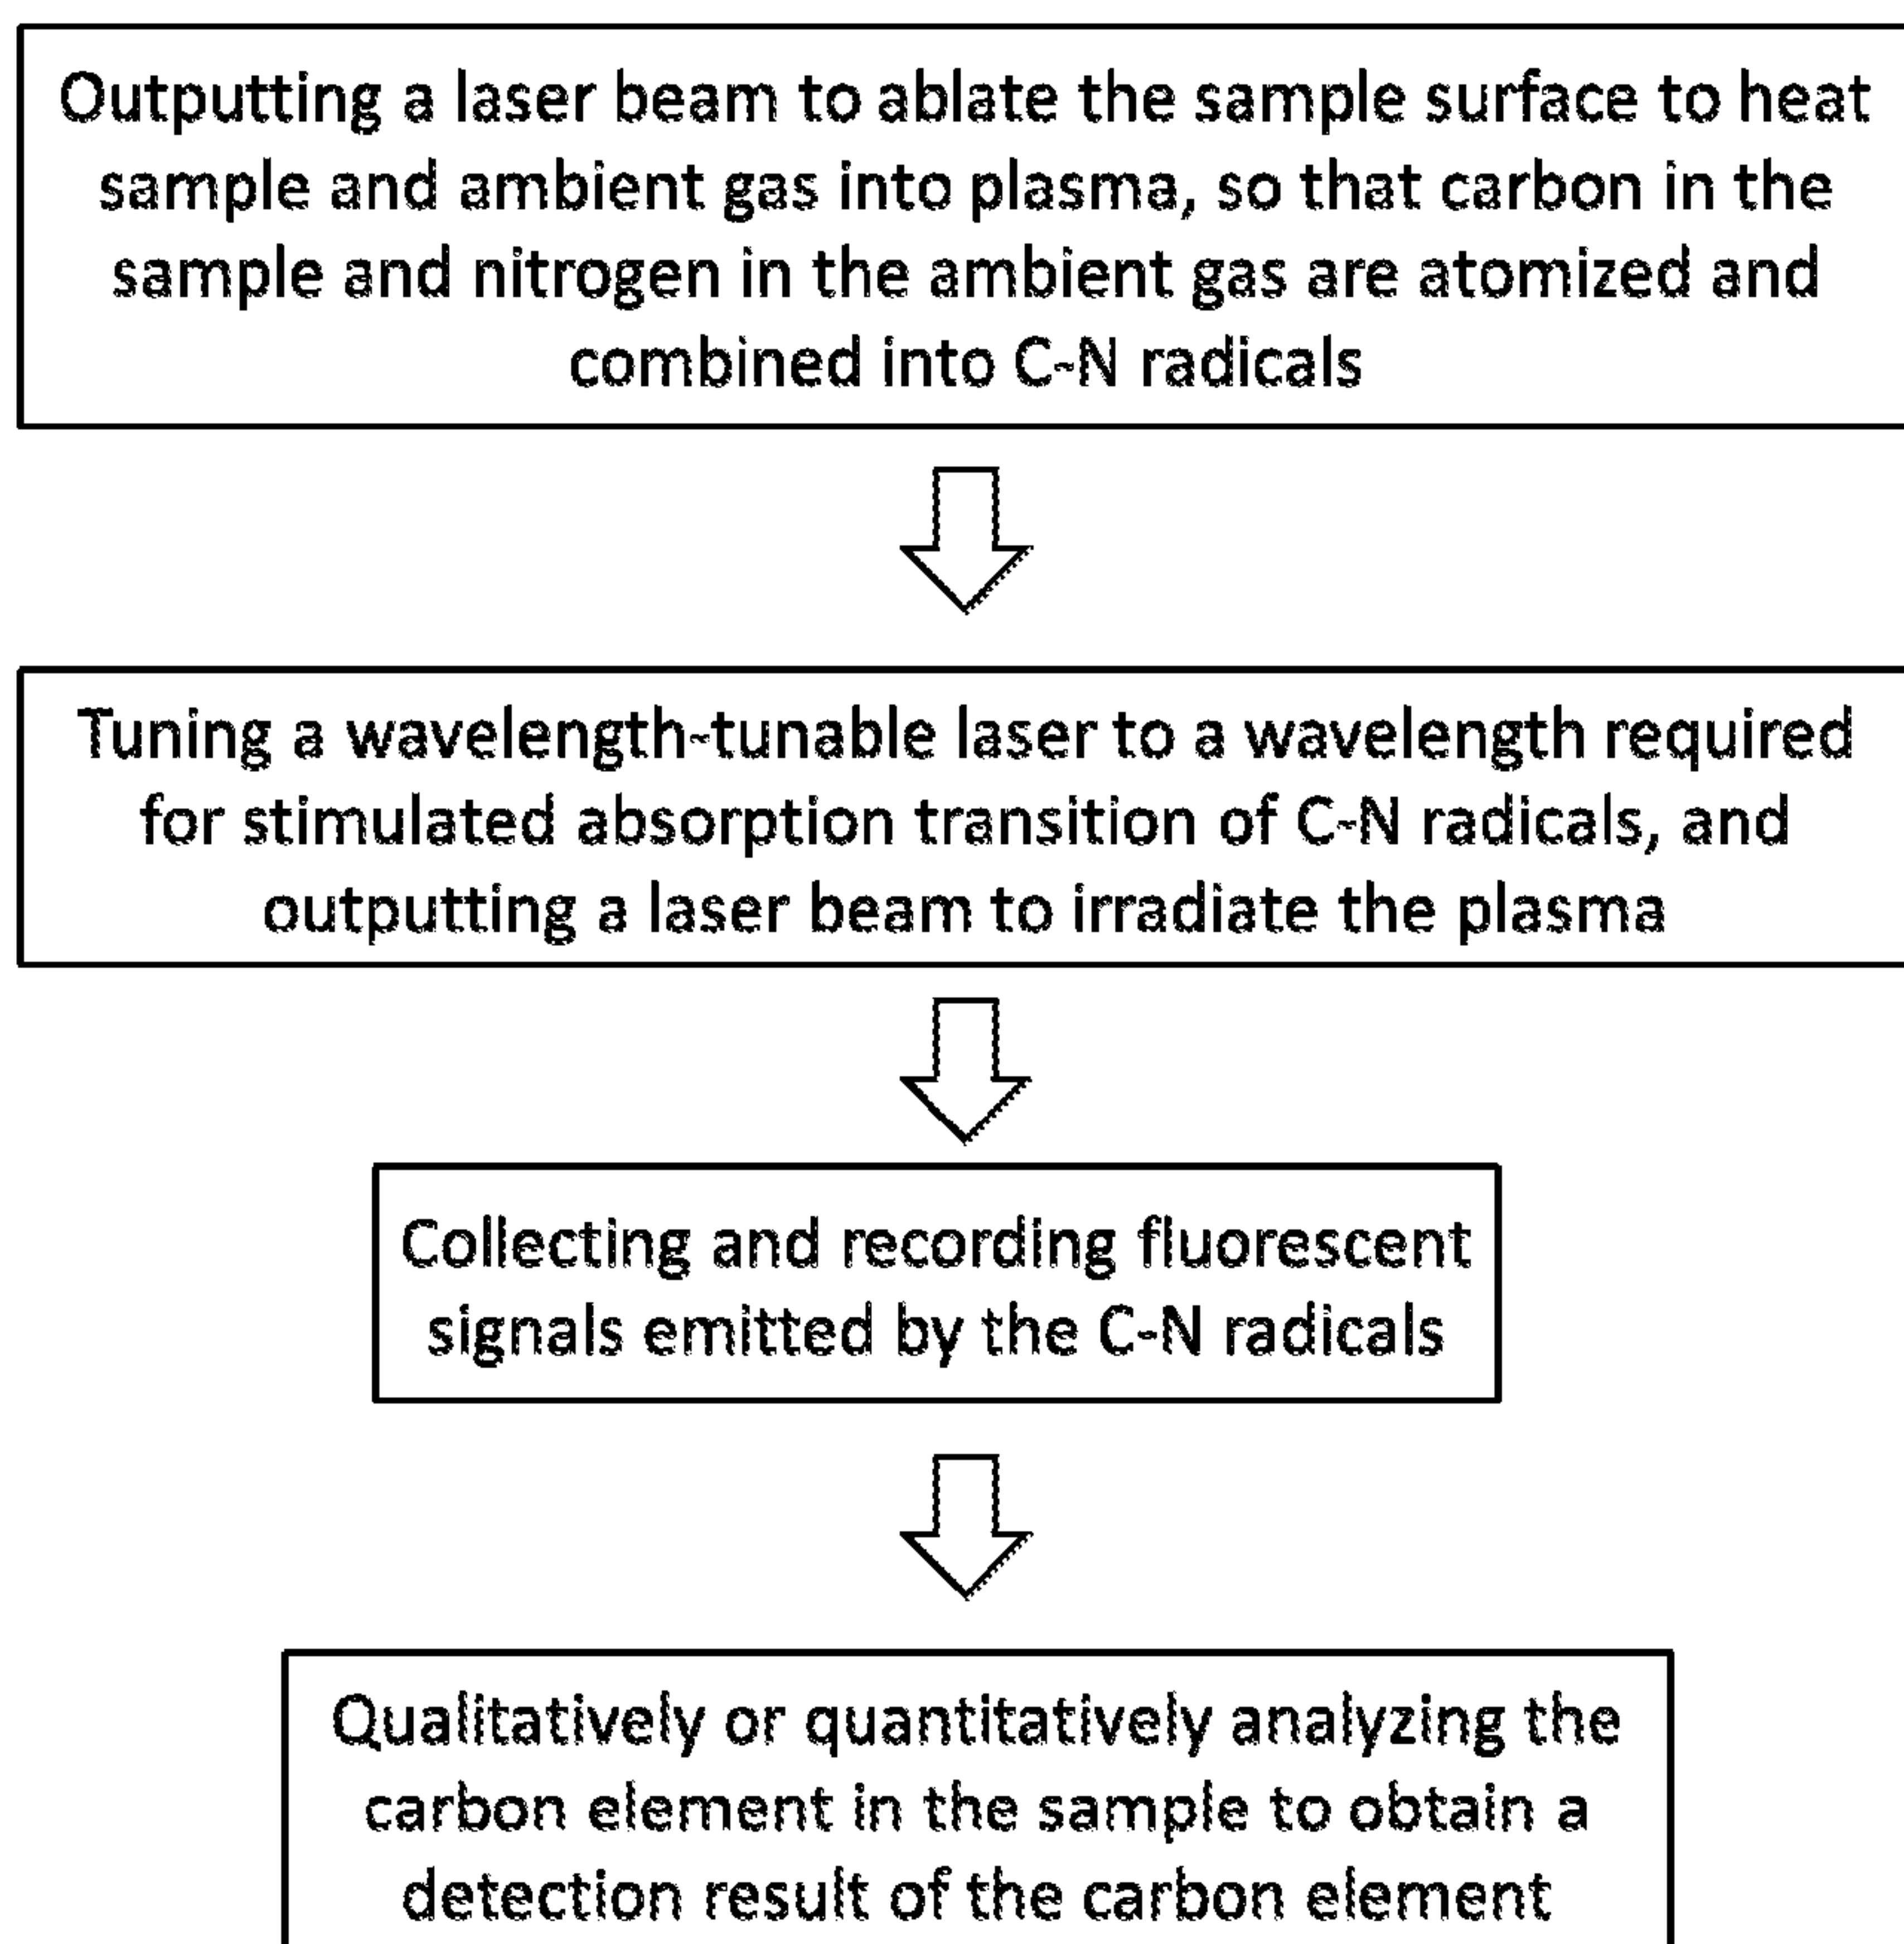 Outputting a laser beam to ablate the sample surface to heat
sample and ambient gas into plasma, so that carbon in the
sample and nitrogen in the ambient gas are atomized and
combined into C-N radicals
Tuning a wavelength-tunable laser to a wavelength required
for stimulated absorption transition of C-N radicals, and
outputting a laser beam to irradiate the plasma
Collecting and recording fluorescent
signals emitted by the C-N radicals
Qualitatively or quantitatively analyzing the
carbon element in the sample to obtain a
detection result of the carbon element